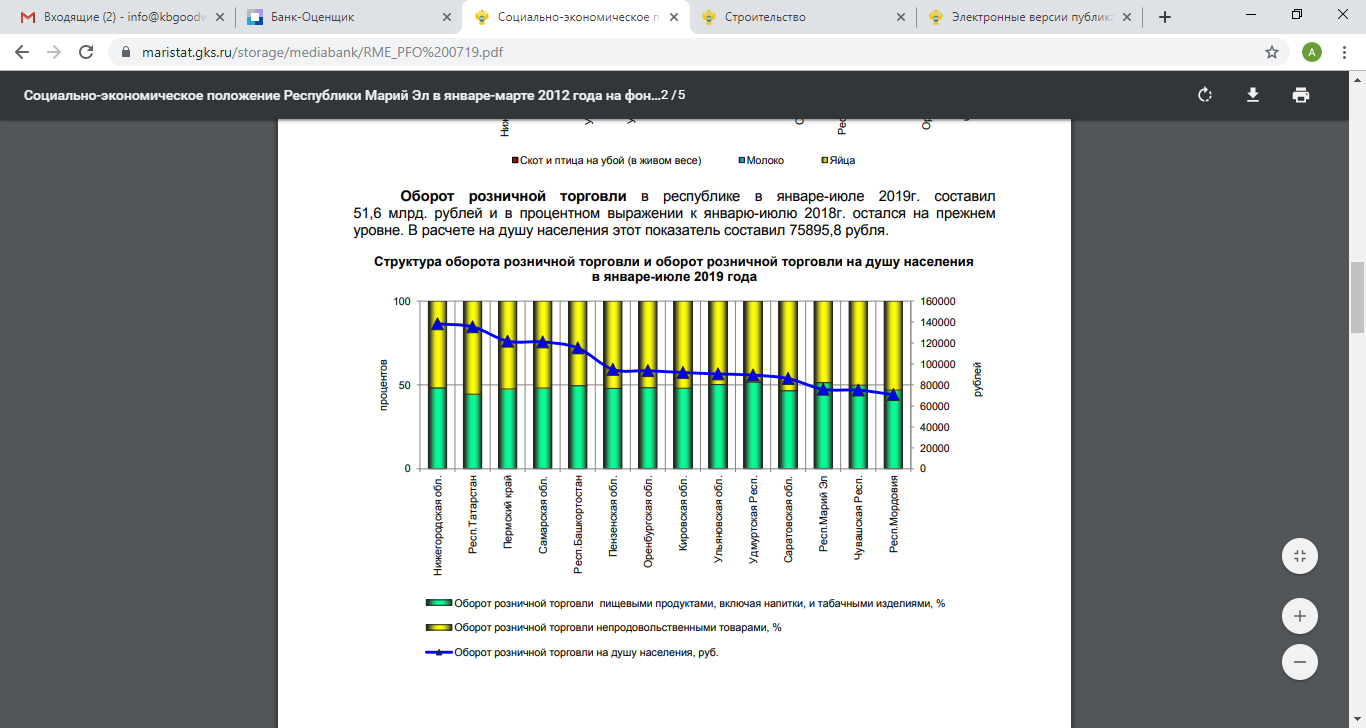 Входящие (2) - info@kbgoodw
Банк-Оценщик
Социально-экономическое п
Строительство
Электронные версии публика
maristat.gks.ru/storage/mediabank/RME_PFO%200719.pdf
А
Социально-экономическое положение Республики Марий Эл в январе-марте 2012 года на фон...
2 / 5
Скот и птица на убой (в живом весе)
Молоко
Яйца
Оборот розничной торговли в республике в январе-июле 2019г. составил
51,6 млрд. рублей и в процентном выражении к январю-июлю 2018г. остался на прежнем
уровне. В расчете на душу населения этот показатель составил 75895,8 рубля.
Структура оборота розничной торговли и оборот розничной торговли на душу населения
в январе-июле 2019 года
100
50
0
процентов
160000
140000
120000
100000
80000
60000
40000
20000
0
рублей
Нижегородская обл.
Респ.Татарстан
Пермский край
Самарская обл.
Респ.Башкортостан
Пензенская обл.
Оренбургская обл.
Кировская обл.
Ульяновская обл.
Удмуртская Респ.
Саратовская обл.
Респ.Марий Эл
Чувашская Респ.
Респ.Мордовия
Оборот розничной торговли пищевыми продуктами, включая напитки, и табачными изделиями, %
Оборот розничной торговли непродовольственными товарами, %
Оборот розничной торговли на душу населения, руб.